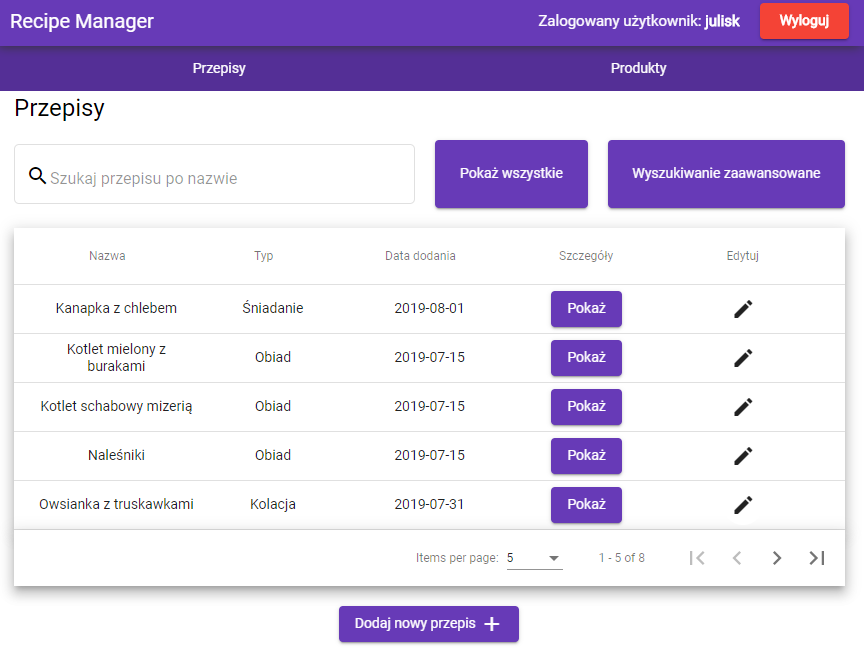 Recipe Manager Zalogowany użytkownik: julisk Wyloguj
Przepisy Produkty
Przepisy
Szukaj przepisu po nazwie Pokaż wszystkie Wyszukiwanie zaawansowane
Nazwa Typ Data dodania Szczegóły Edytuj
Kanapka z chlebem Śniadanie 2019-08-01 Pokaż
Kotlet mielony z
burakami Obiad 2019-07-15 Pokaż
Kotlet schabowy mizerią Obiad 2019-07-15 Pokaż
Naleśniki Obiad 2019-07-15 Pokaż
Owsianka z truskawkami Kolacja 2019-07-31 Pokaż
Items per page: 5 1 - 5 of 8
Dodaj nowy przepis +